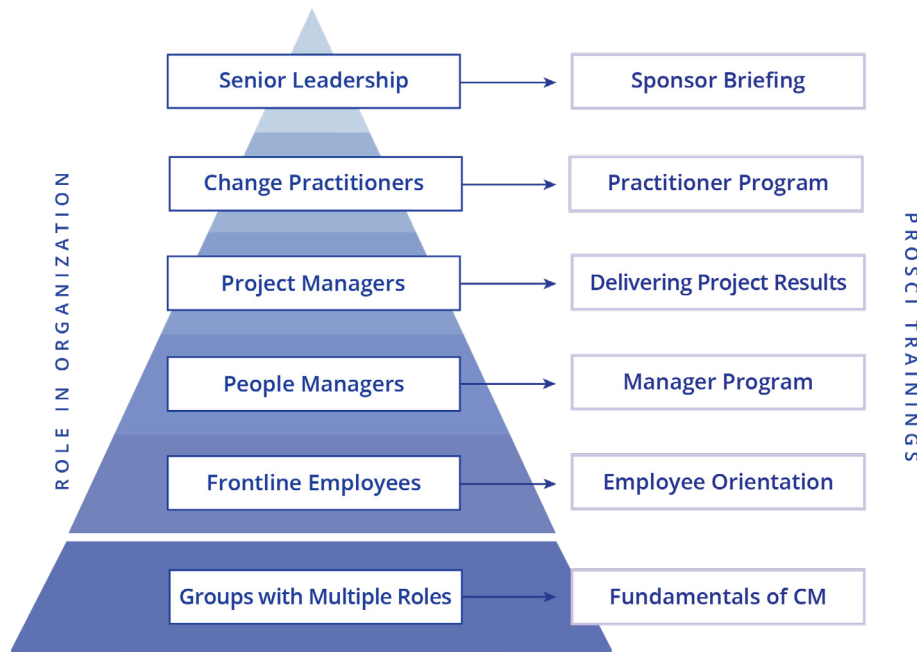 Senior Leadership
Sponsor Briefing
Change Practitioners
Practitioner Program
Project Managers
Delivering Project Results
People Managers
Manager Program
Frontline Employees
Employee Orientation
Groups with Multiple Roles
Fundamentals of CM
ROLE IN ORGANIZATION
PROSCI TRAININGS